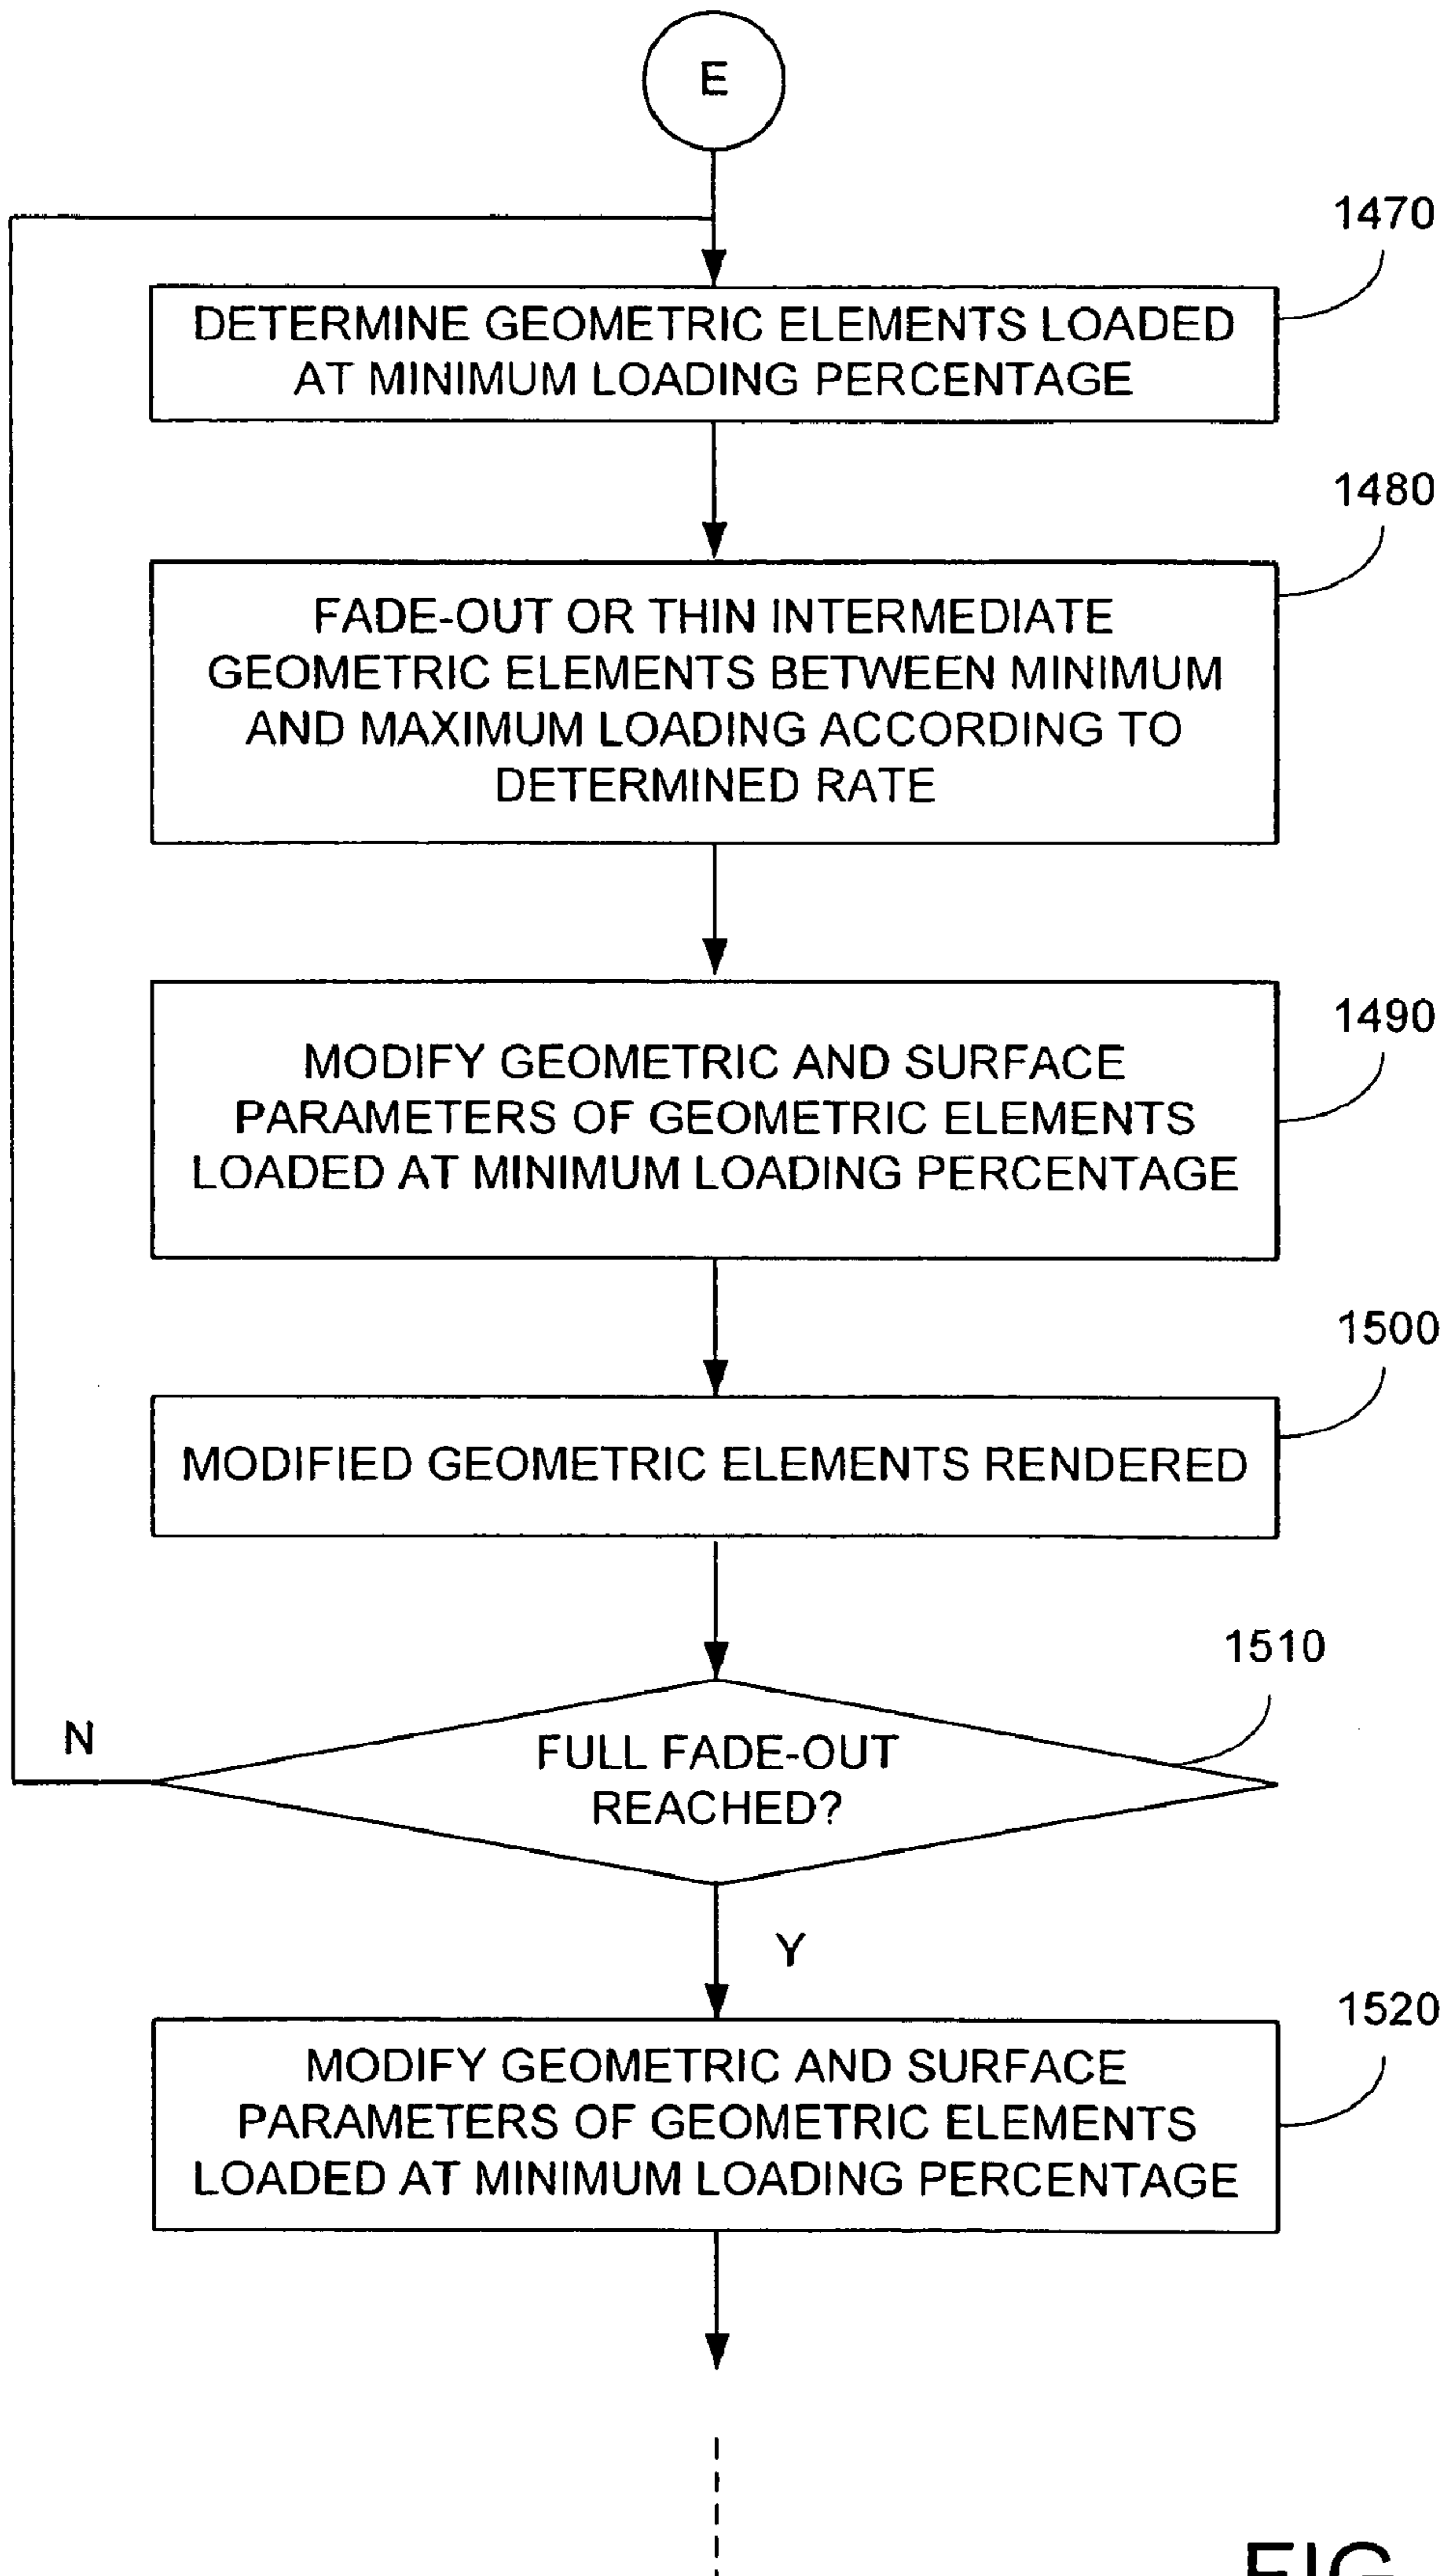 E
1470
DETERMINE GEOMETRIC ELEMENTS LOADED
AT MINIMUM LOADING PERCENTAGE
1480
FADE-OUT OR THIN INTERMEDIATE
GEOMETRIC ELEMENTS BETWEEN MINIMUM
AND MAXIMUM LOADING ACCORDING TO
DETERMINED RATE
1490
MODIFY GEOMETRIC AND SURFACE
PARAMETERS OF GEOMETRIC ELEMENTS
LOADED AT MINIMUM LOADING PERCENTAGE
1500
MODIFIED GEOMETRIC ELEMENTS RENDERED
1510
N
FULL FADE-OUT
REACHED?
Y
1520
MODIFY GEOMETRIC AND SURFACE
PARAMETERS OF GEOMETRIC ELEMENTS
LOADED AT MINIMUM LOADING PERCENTAGE
FIG